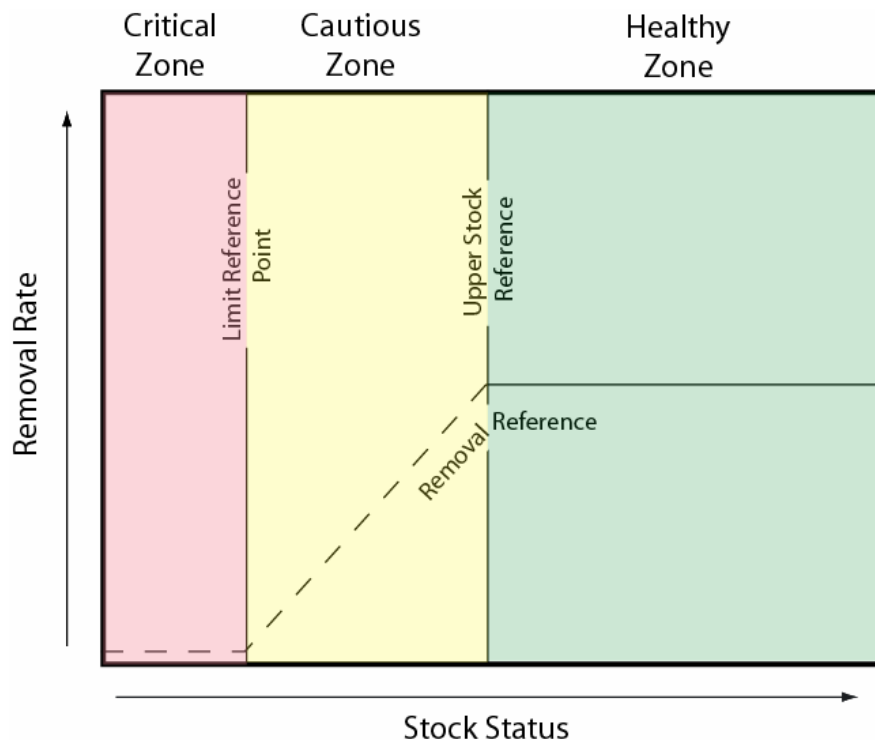 Critical
Zone
Cautious
Zone
Healthy
Zone
Removal Rate
Limit Reference
Point
Upper Stock
Reference
Removal Reference
Stock Status